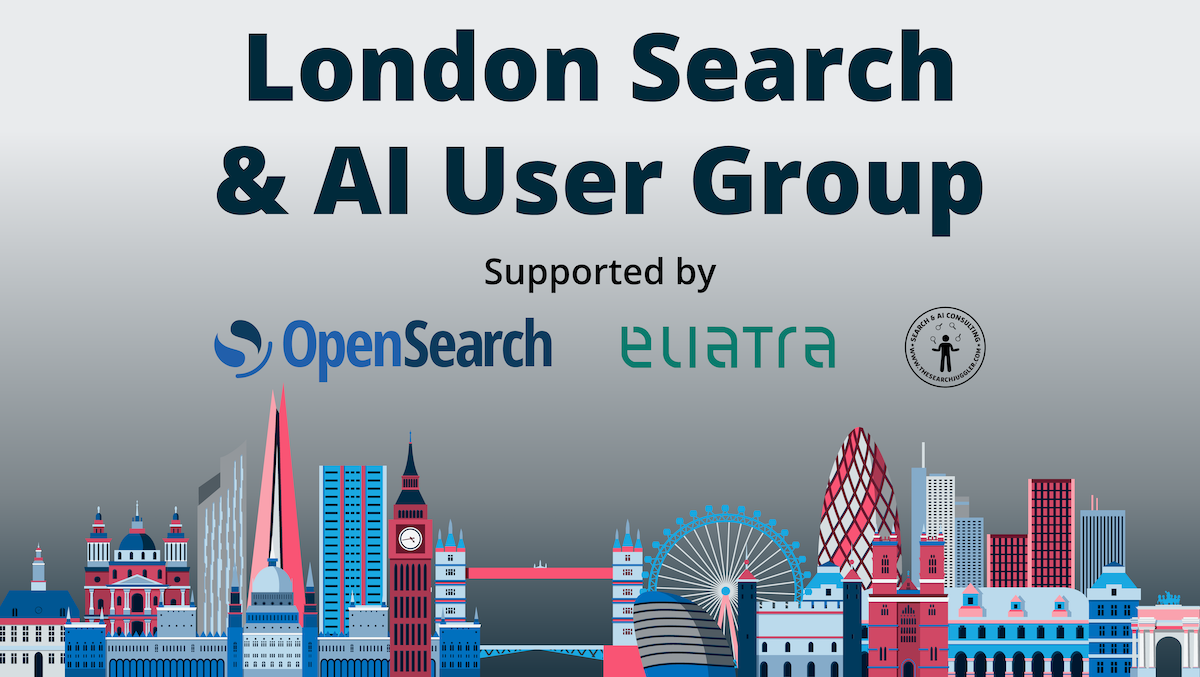 London Search
& AI User Group
Supported by
OpenSearch
eliatra
SEARCH & AI CONSULTING
WWW.THESEARCHJUGGLER.COM